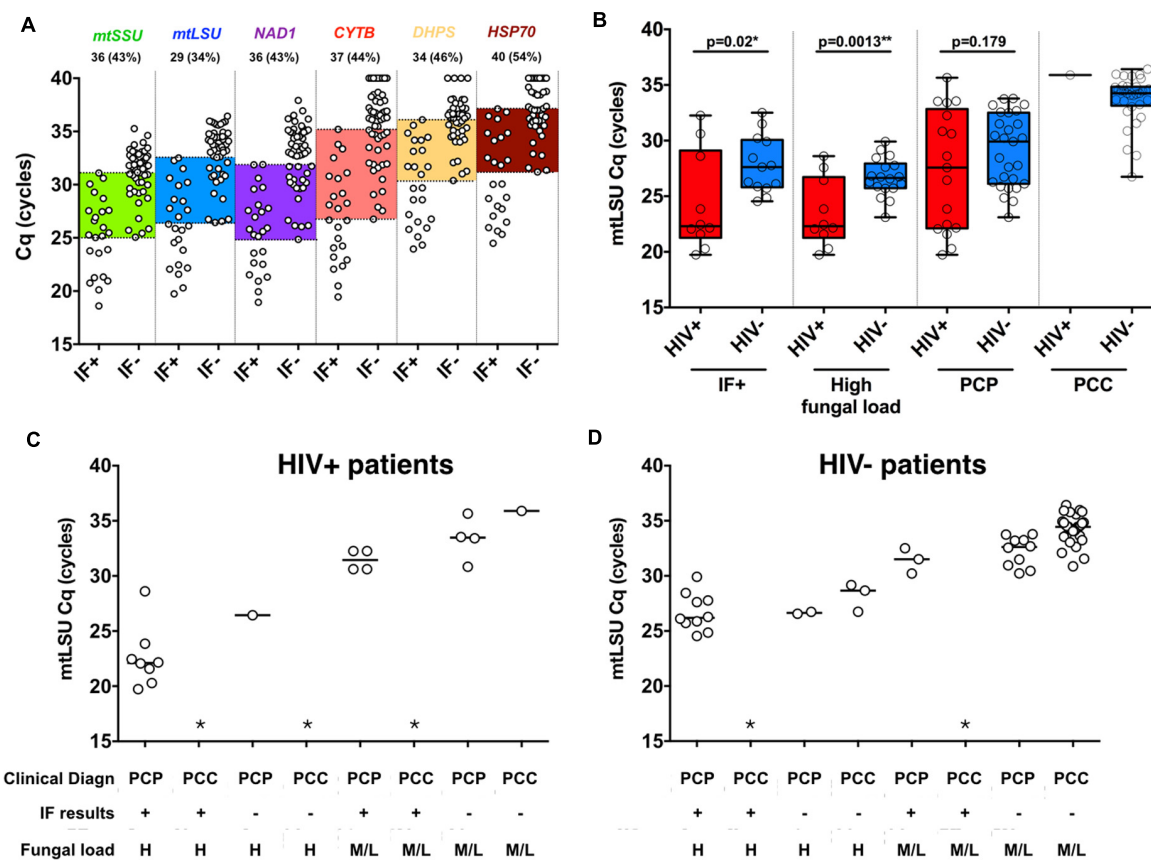 A
mtSSU mtLSU NAD1 CYTB DHPS HSP70
36 (43%) 29 (34%) 36 (43%) 37 (44%) 34 (46%) 40 (54%)
Cq (cycles)
40
35
30
25
20
15
IF+ IF- IF+ IF- IF+ IF- IF+ IF- IF+ IF- IF+ IF-
B
mtLSU Cq (cycles)
40
35
30
25
20
15
p=0.02* p=0.0013** p=0.179
HIV+ HIV- HIV+ HIV- HIV+ HIV- HIV+ HIV-
IF+ High PCP PCC
fungal load
C
HIV+ patients
mtLSU Cq (cycles)
40
35
30
25
20
15
* * *
Clinical Diagn PCP PCC PCP PCC PCP PCC PCP PCC
IF results + + - - + + - -
Fungal load H H H H M/L M/L M/L M/L
D
HIV- patients
mtLSU Cq (cycles)
40
35
30
25
20
15
* *
PCP PCC PCP PCC PCP PCC PCP PCC
+ + - - + + - -
H H H H M/L M/L M/L M/L